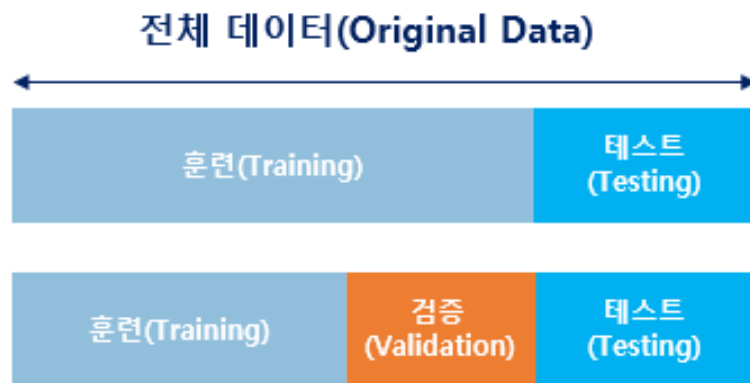 전체 데이터(Original Data)
훈련(Training)
테스트
(Testing)
훈련(Training)
검증
(Validation)
테스트
(Testing)